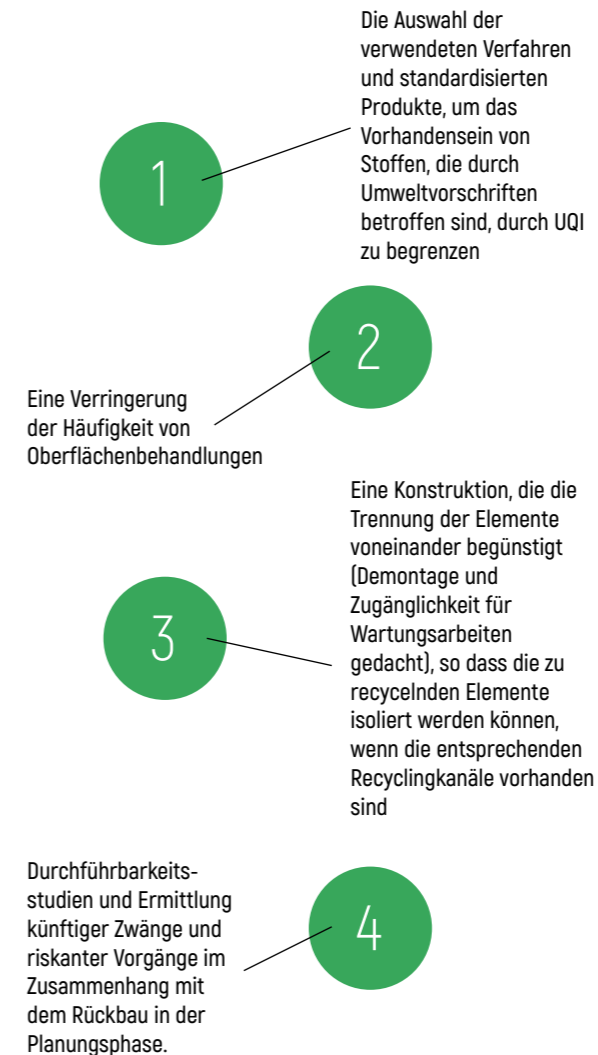 1
Die Auswahl der
verwendeten Verfahren
und standardisierten
Produkte, um das
Vorhandensein von
Stoffen, die durch
Umweltvorschriften
betroffen sind, durch UQI
zu begrenzen
2
Eine Verringerung
der Häufigkeit von
Oberflächenbehandlungen
3
Eine Konstruktion, die die
Trennung der Elemente
voneinander begünstigt
(Demontage und
Zugänglichkeit für
Wartungsarbeiten
gedacht), so dass die zu
recycelnden Elemente
isoliert werden können,
wenn die entsprechenden
Recyclingkanäle vorhanden
sind
4
Durchführbarkeits-
studien und Ermittlung
künftiger Zwänge und
riskanter Vorgänge im
Zusammenhang mit
dem Rückbau in der
Planungsphase.